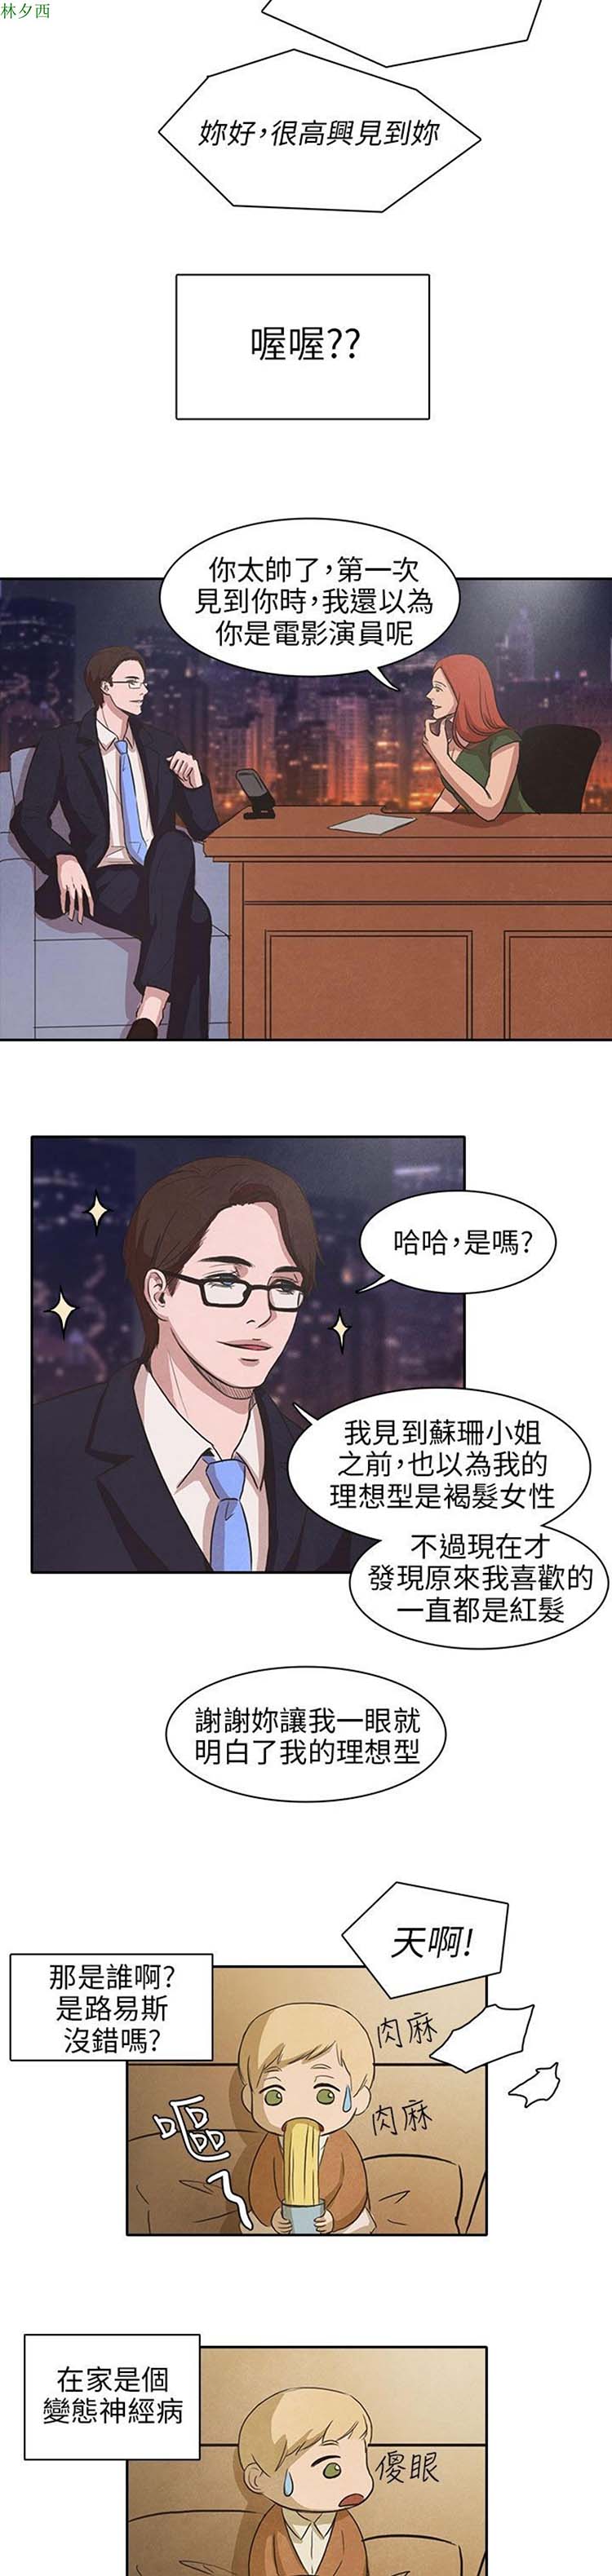 林夕西
妳好，很高興見到妳
喔喔??
你太帥了，第一次
見到你時，我還以為
你是電影演員呢
哈哈，是嗎?
我見到蘇珊小姐
之前，也以為我的
理想型是褐髮女性
不過現在才
發現原來我喜歡的
一直都是紅髮
謝謝妳讓我一眼就
明白了我的理想型
天啊!
那是誰啊?
是路易斯
沒錯嗎?
肉麻
肉麻
嘔
在家是個
變態神經病
傻眼